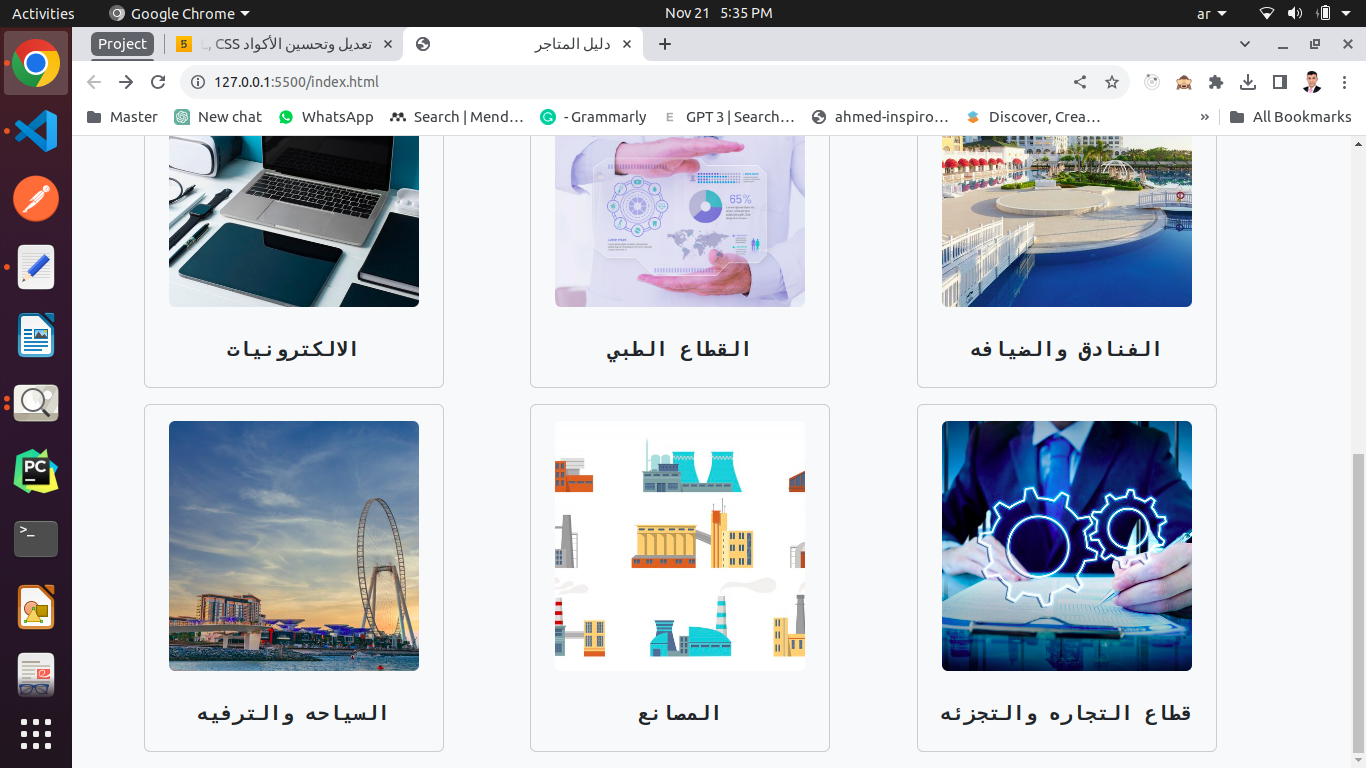 Activities
Google Chrome
Nov 21 5:35 PM
ar
Project
تعديل وتحسين الأكواد CSS
دليل المتاجر
127.0.0.1:5500/index.html
Master
New chat
WhatsApp
Search | Mend…
- Grammarly
E GPT 3 | Search…
ahmed-inspiro…
Discover, Crea…
»
All Bookmarks
65%
الالكترونيات
القطاع الطبي
الفنادق والضيافه
السياحه والترفيه
المصانع
قطاع التجاره والتجزئه
PC
>_